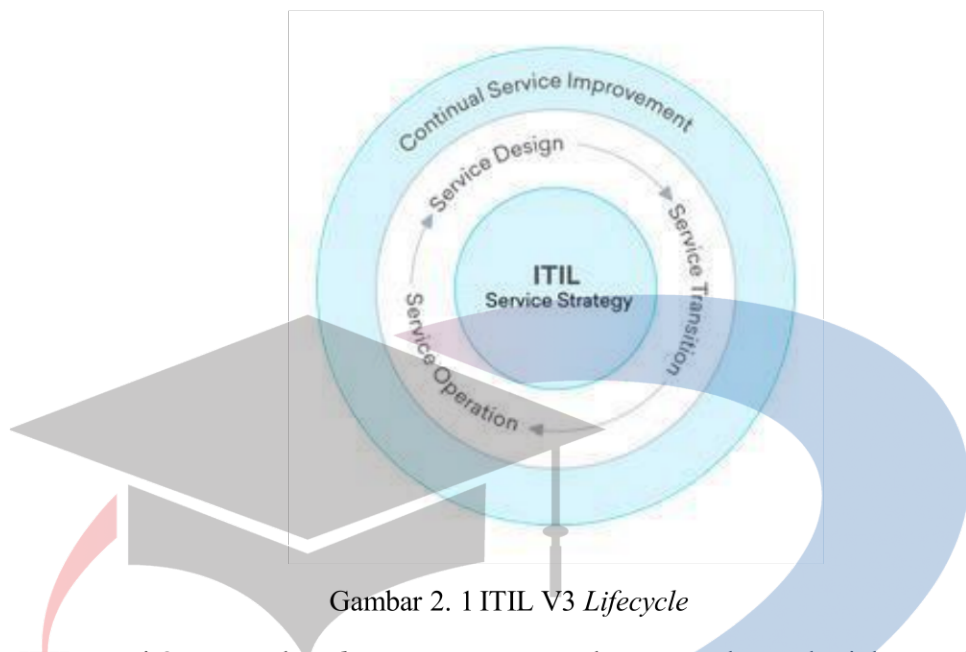 Continual Service Improvement
Service Design
Service Transition
ITIL
Service Strategy
Service Operation
Gambar 2. 1 ITIL V3 Lifecycle